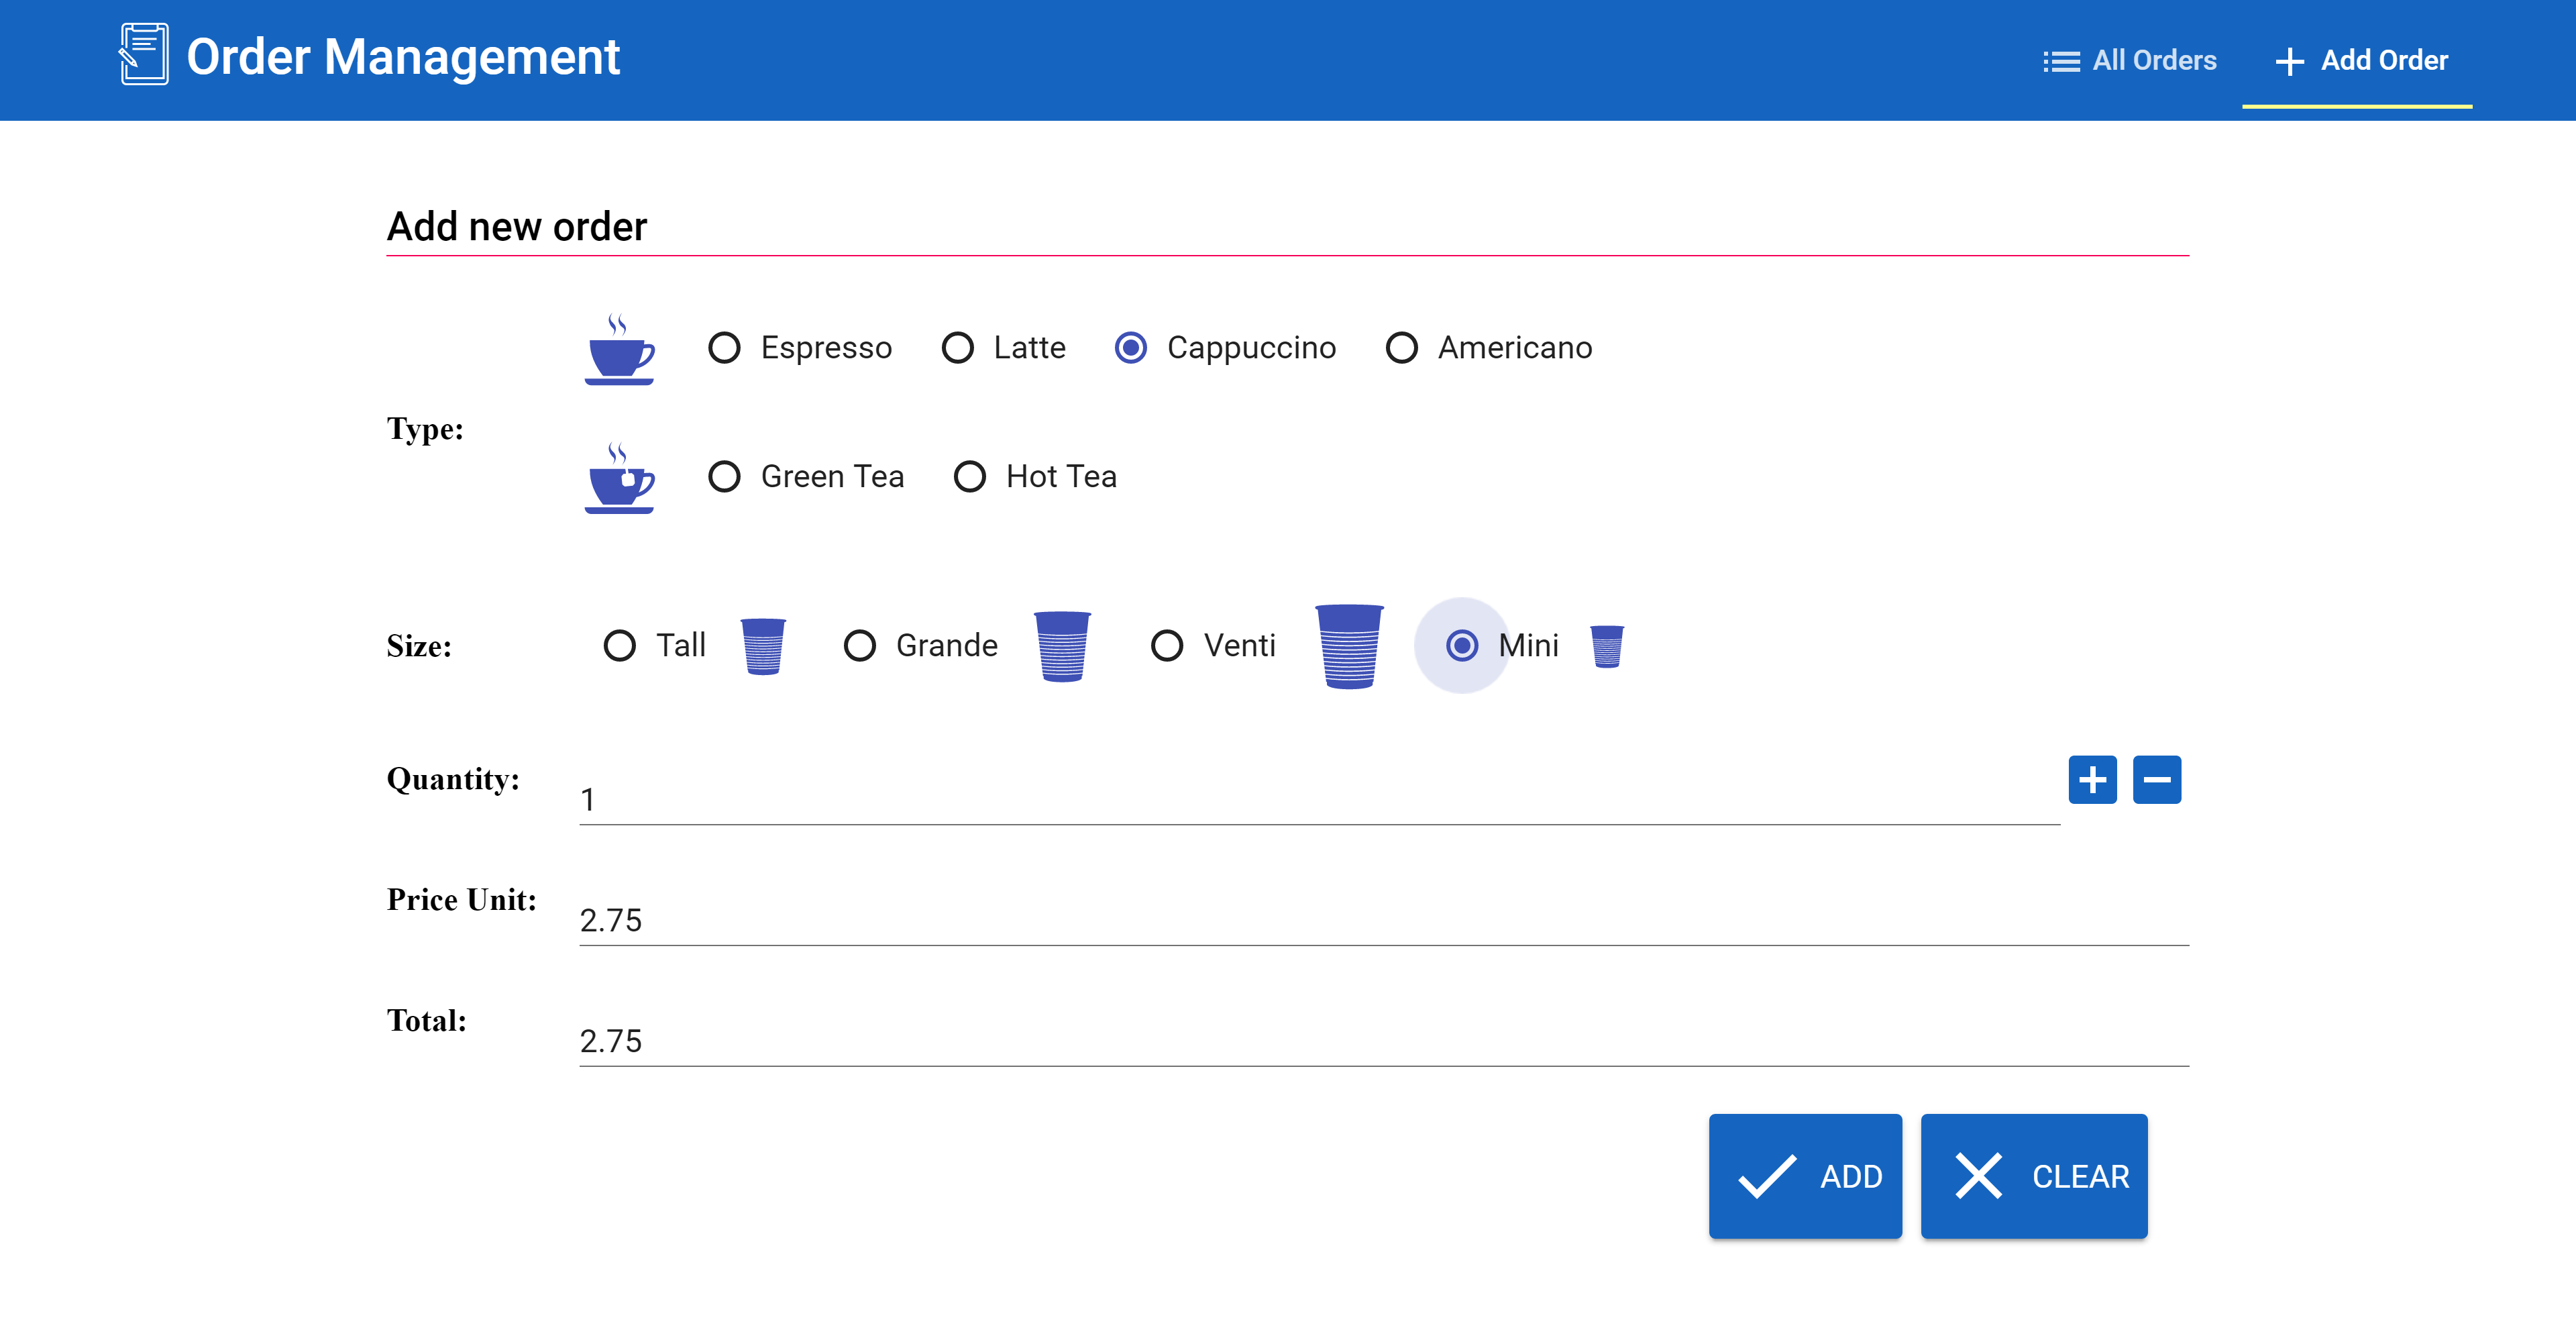 Order Management
All Orders
Add Order
Add new order
Type:
Espresso Latte Cappuccino Americano
Green Tea Hot Tea
Size: Tall Grande Venti Mini
Quantity: 1
Price Unit: 2.75
Total: 2.75
ADD CLEAR